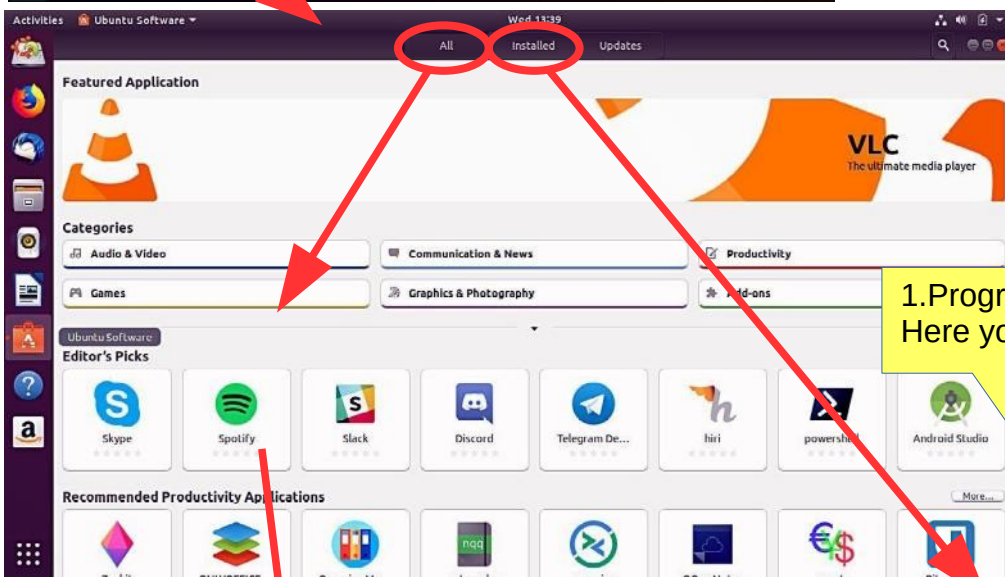 Activities Ubuntu Software Wed 13:39
All Installed Updates
Featured Application
VLC
The ultimate media player
Categories
Audio & Video Communication & News Productivity
Games Graphics & Photography Add-ons
1.Progr
Here yo
Ubuntu Software
Editor's Picks
Skype Spotify Slack Discord Telegram De... hiri powershell Android Studio
Recommended Productivity Applications More...
nqq